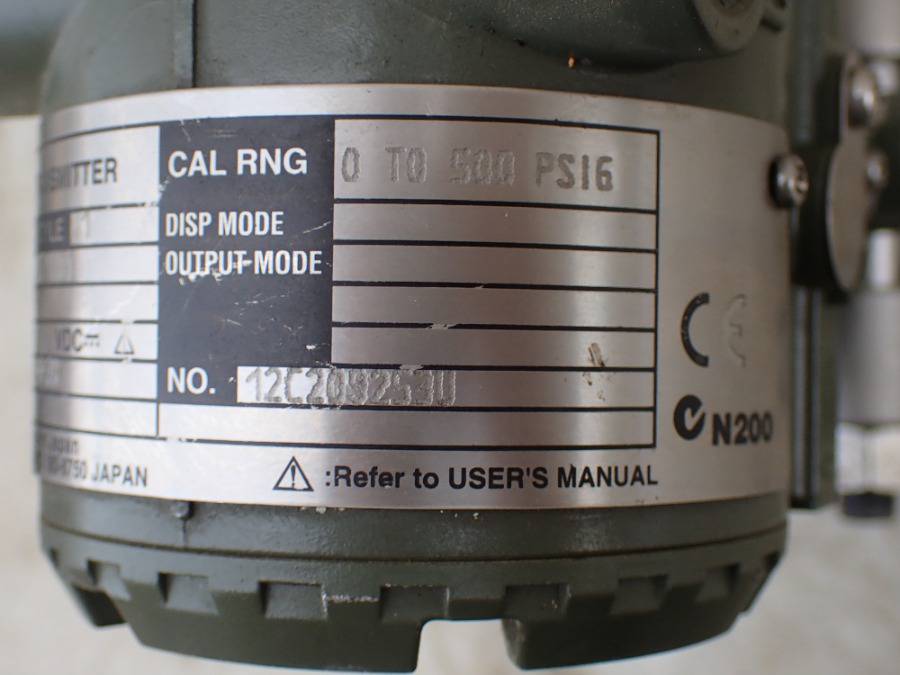 SMITTER
CAL RNG 0 TO 500 PSIG
DISP MODE
OUTPUT MODE
VDC
NO.
JAPAN
:Refer to USER'S MANUAL
CE
N200